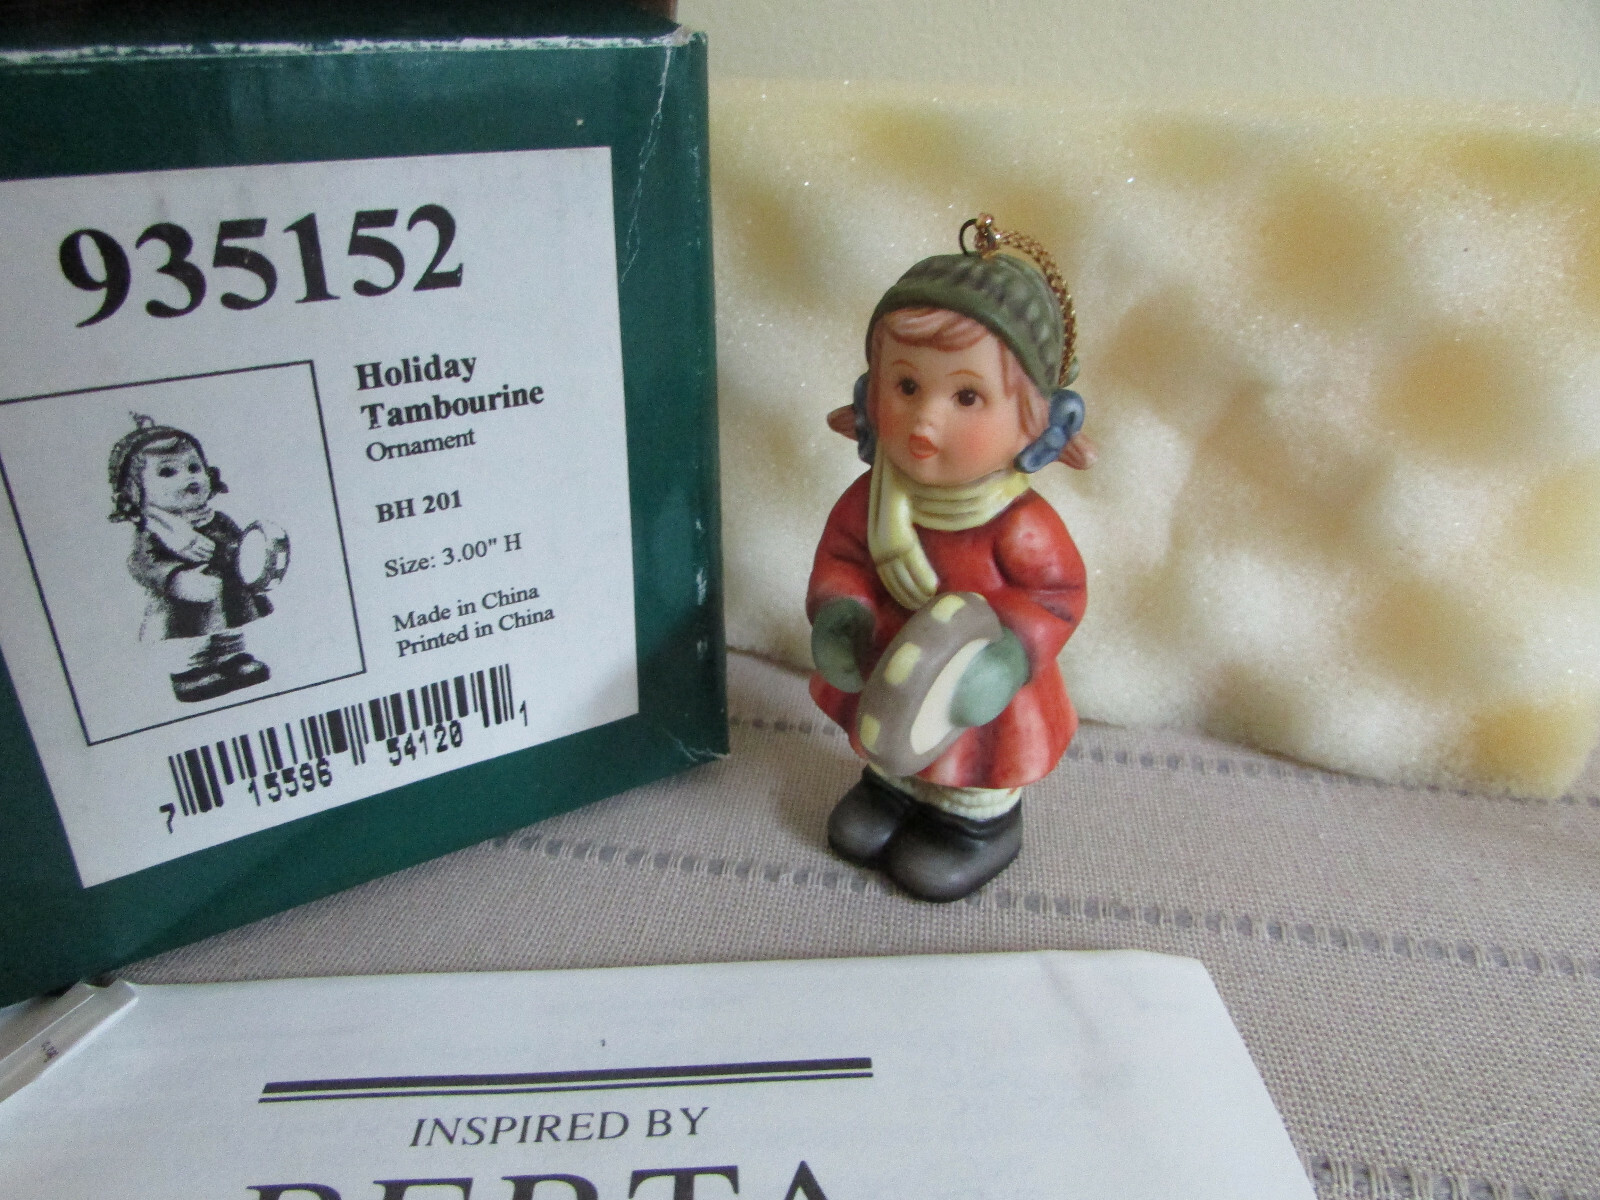 935152
Holiday
Tambourine
Ornament
BH 201
Size: 3.00" H
Made in China
Printed in China
7 15596 54120 1
INSPIRED BY
BERTA